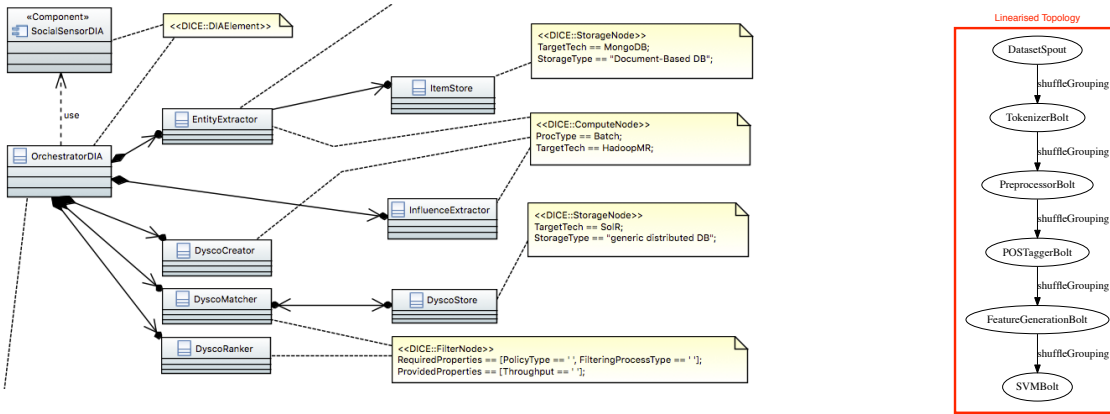 «Component»
SocialSensorDIA
<<DICE::DIAElement>>
use
OrchestratorDIA
EntityExtractor
ItemStore
<<DICE::StorageNode>>
TargetTech == MongoDB;
StorageType == "Document-Based DB";
<<DICE::ComputeNode>>
ProcType == Batch;
TargetTech == HadoopMR;
InfluenceExtractor
DyscoCreator
<<DICE::StorageNode>>
TargetTech == SolR;
StorageType == "generic distributed DB";
DyscoMatcher
DyscoStore
DyscoRanker
<<DICE::FilterNode>>
RequiredProperties == [PolicyType == ' ', FilteringProcessType == ' '];
ProvidedProperties == [Throughput == ' '];
Linearised Topology
DatasetSpout
shuffleGrouping
TokenizerBolt
shuffleGrouping
PreprocessorBolt
shuffleGrouping
POSTaggerBolt
shuffleGrouping
FeatureGenerationBolt
shuffleGrouping
SVMBolt